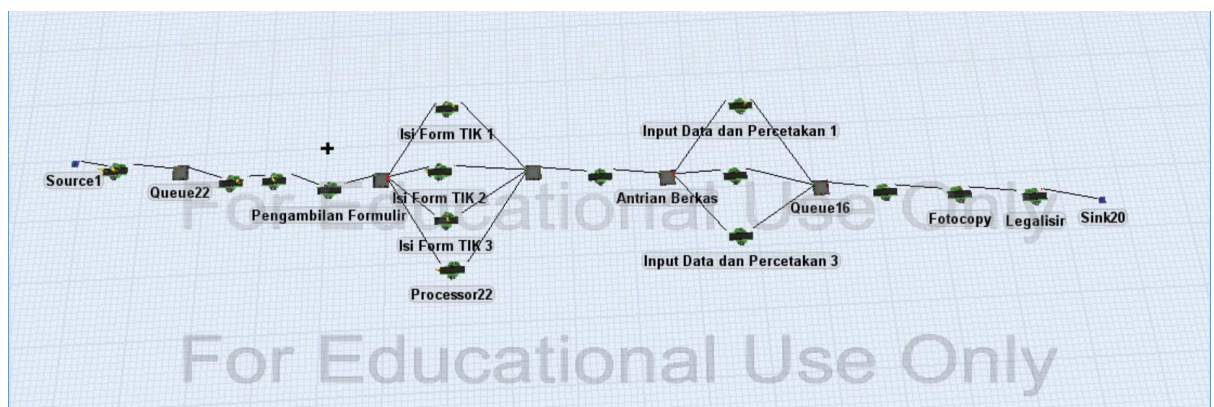 Source1
Queue22
Pengambilan Formulir
Isi Form TIK 1
Isi Form TIK 2
Isi Form TIK 3
Processor22
Input Data dan Percetakan 1
Antrian Berkas
Input Data dan Percetakan 3
Queue16
Fotocopy
Legalisir
Sink20
For Educational Use Only
For Educational Use Only